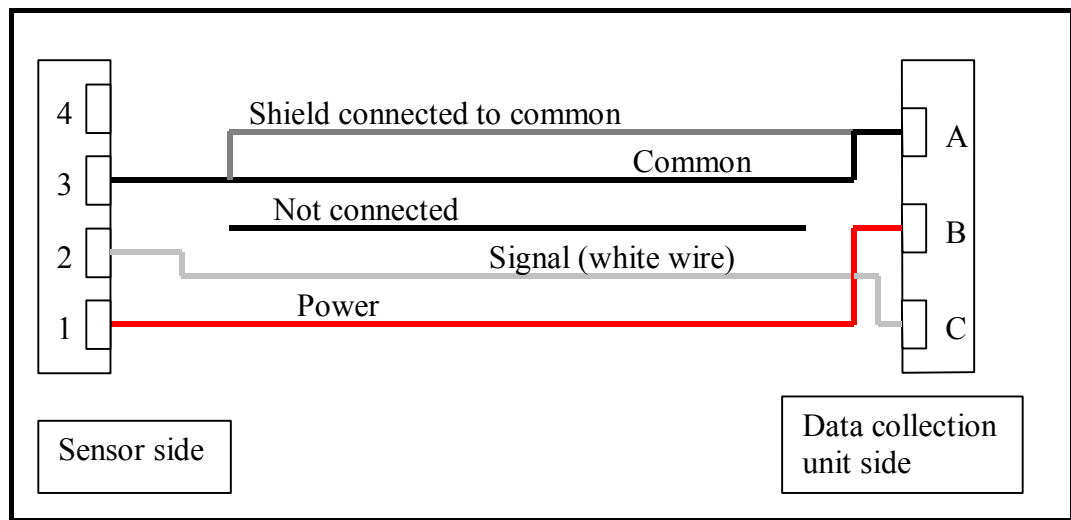 4
Shield connected to common
A
3
Common
Not connected
B
2
Signal (white wire)
1
Power
C
Sensor side
Data collection
unit side